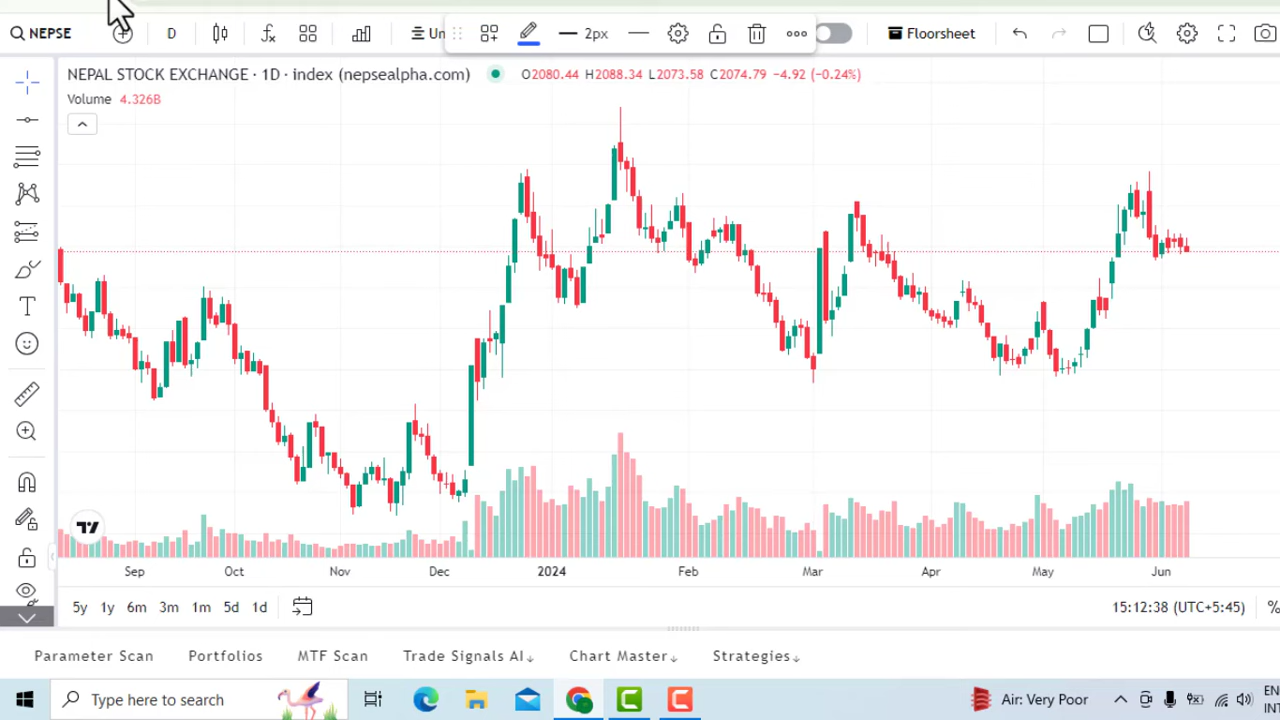 NEPSE
D
Un
2px
Floorsheet
NEPAL STOCK EXCHANGE · 1D · index (nepsealpha.com) O2080.44 H2088.34 L2073.58 C2074.79 −4.92 (−0.24%)
Volume 4.326B
Sep Oct Nov Dec 2024 Feb Mar Apr May Jun
5y 1y 6m 3m 1m 5d 1d
15:12:38 (UTC+5:45) %
Parameter Scan Portfolios MTF Scan Trade Signals AI↓ Chart Master↓ Strategies↓
Type here to search
Air: Very Poor
EN
INT